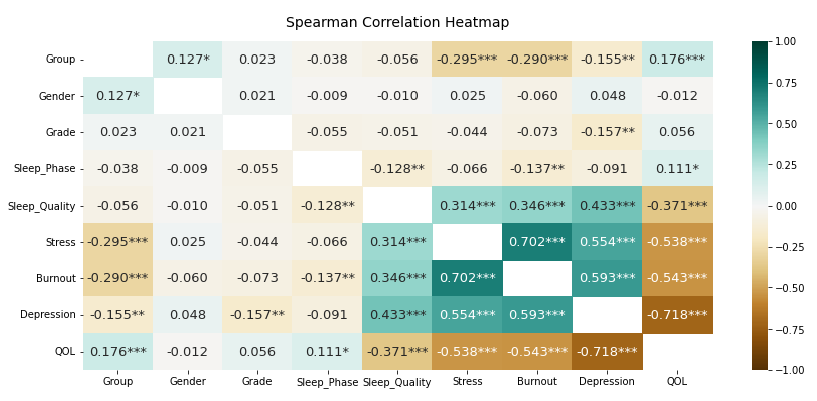 Spearman Correlation Heatmap
Group 0.127* 0.023 -0.038 -0.056 -0.295*** -0.290*** -0.155** 0.176*** 1.00
Gender 0.127* 0.021 -0.009 -0.010 0.025 -0.060 0.048 -0.012 0.75
Grade 0.023 0.021 -0.055 -0.051 -0.044 -0.073 -0.157** 0.056 0.50
Sleep_Phase -0.038 -0.009 -0.055 -0.128** -0.066 -0.137** -0.091 0.111* 0.25
Sleep_Quality -0.056 -0.010 -0.051 -0.128** 0.314*** 0.346*** 0.433*** -0.371*** 0.00
Stress -0.295*** 0.025 -0.044 -0.066 0.314*** 0.702*** 0.554*** -0.538*** −0.25
Burnout -0.290*** -0.060 -0.073 -0.137** 0.346*** 0.702*** 0.593*** -0.543*** −0.50
Depression -0.155** 0.048 -0.157** -0.091 0.433*** 0.554*** 0.593*** -0.718*** −0.75
QOL 0.176*** -0.012 0.056 0.111* -0.371*** -0.538*** -0.543*** -0.718*** −1.00
Group Gender Grade Sleep_Phase Sleep_Quality Stress Burnout Depression QOL